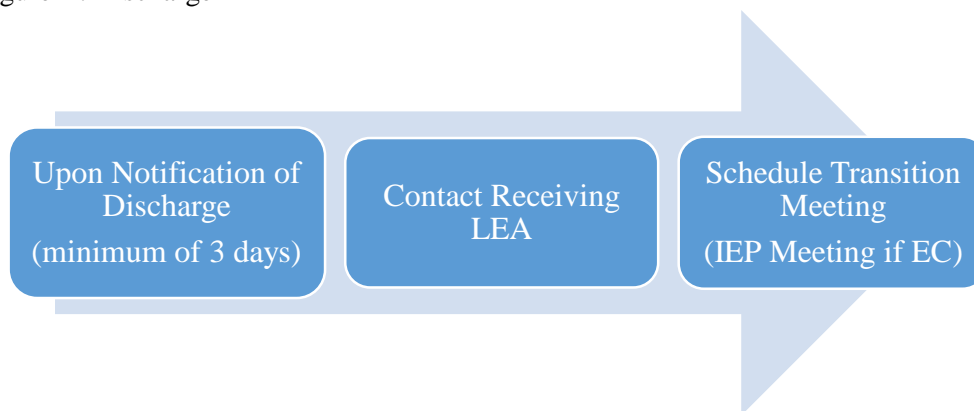 Upon Notification of
Discharge
(minimum of 3 days)
Contact Receiving
LEA
Schedule Transition
Meeting
(IEP Meeting if EC)